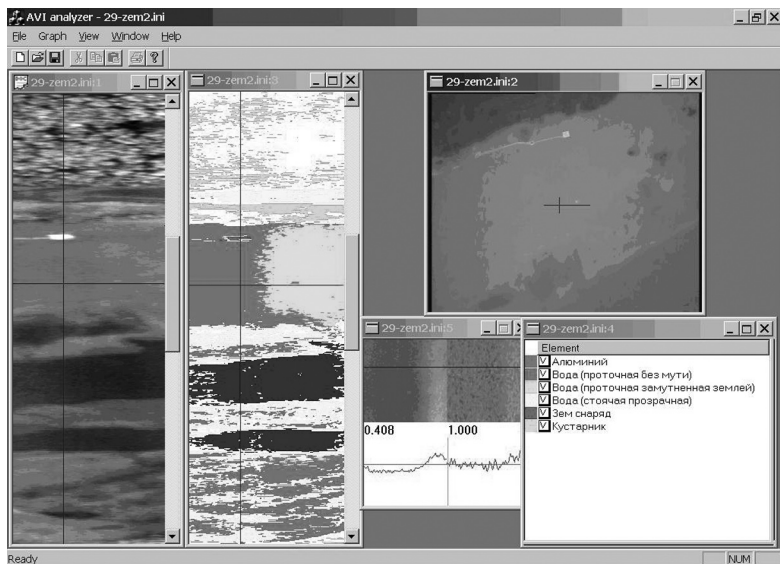 AVI analyzer - 29-zem2.ini
File Graph View Window Help
29-zem2.ini:1
29-zem2.ini:3
29-zem2.ini:2
29-zem2.ini:5
0.408 1.000
29-zem2.ini:4
Element
Алюминий
Вода (проточная без мути)
Вода (проточная замутненная землей)
Вода (стоячая прозрачная)
Зем снаряд
Кустарник
Ready
NUM